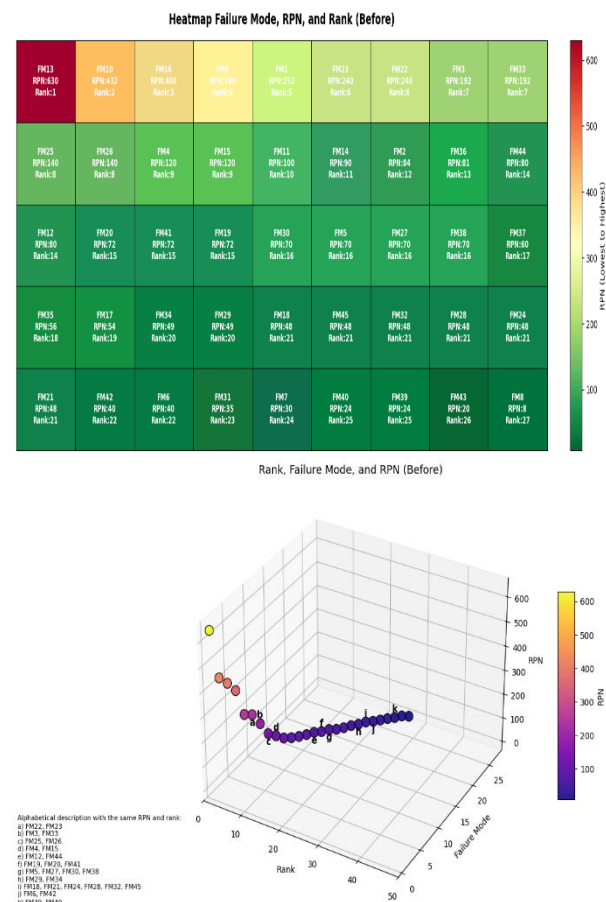 Heatmap Failure Mode, RPN, and Rank (Before)
FM13 FM10 FM16 FM1 FM23 FM22 FM3 FM33
RPN:630 RPN:432 RPN:400 RPN:252 RPN:240 RPN:240 RPN:192 RPN:192
Rank:1 Rank:2 Rank:3 Rank:5 Rank:6 Rank:6 Rank:7 Rank:7
FM25 FM26 FM4 FM15 FM11 FM14 FM2 FM36 FM44
RPN:140 RPN:140 RPN:120 RPN:120 RPN:100 RPN:90 RPN:84 RPN:81 RPN:80
Rank:8 Rank:8 Rank:9 Rank:9 Rank:10 Rank:11 Rank:12 Rank:13 Rank:14
FM12 FM20 FM41 FM19 FM30 FM5 FM27 FM38 FM37
RPN:80 RPN:72 RPN:72 RPN:72 RPN:70 RPN:70 RPN:70 RPN:70 RPN:60
Rank:14 Rank:15 Rank:15 Rank:15 Rank:16 Rank:16 Rank:16 Rank:16 Rank:17
FM35 FM17 FM34 FM29 FM18 FM45 FM32 FM28 FM24
RPN:56 RPN:54 RPN:49 RPN:49 RPN:48 RPN:48 RPN:48 RPN:48 RPN:48
Rank:18 Rank:19 Rank:20 Rank:20 Rank:21 Rank:21 Rank:21 Rank:21 Rank:21
FM21 FM42 FM6 FM31 FM7 FM40 FM39 FM43 FM8
RPN:48 RPN:40 RPN:40 RPN:35 RPN:30 RPN:24 RPN:24 RPN:20 RPN:8
Rank:21 Rank:22 Rank:22 Rank:23 Rank:24 Rank:25 Rank:25 Rank:26 Rank:27
600
500
400
300
200
100
RPN (Lowest to Highest)
Rank, Failure Mode, and RPN (Before)
600
500
400
300
200
100
0
RPN
a
b
c
d
e
f
g
h
i
j
k
0
10
20
30
40
50
Rank
0
5
10
15
20
25
Failure Mode
600
500
400
300
200
100
RPN
Alphabetical description with the same RPN and rank:
a) FM22, FM23
b) FM3, FM33
c) FM25, FM26
d) FM4, FM15
e) FM12, FM44
f) FM19, FM20, FM41
g) FM5, FM27, FM30, FM38
h) FM29, FM34
i) FM18, FM21, FM24, FM28, FM32, FM45
j) FM6, FM42
k) FM39, FM40